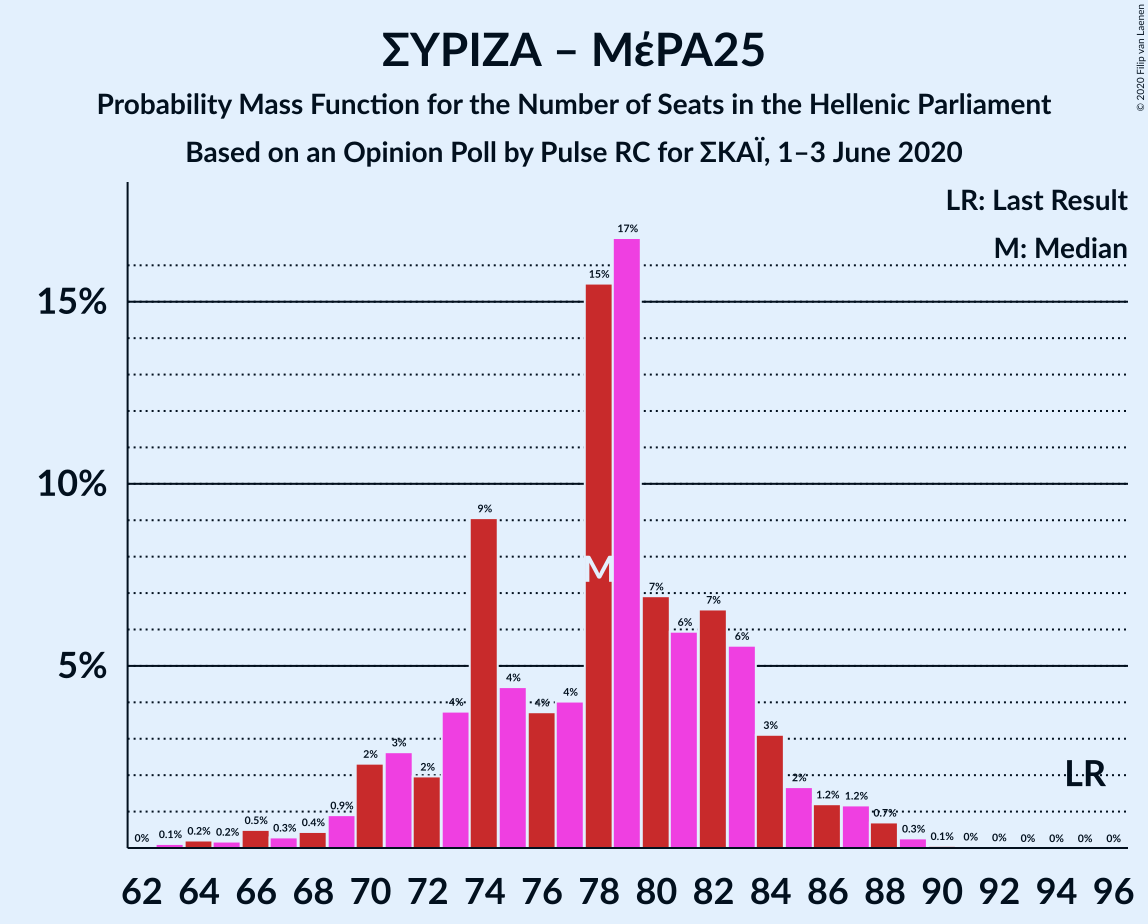 ΣΥΡΙΖΑ – ΜέΡΑ25
Probability Mass Function for the Number of Seats in the Hellenic Parliament
Based on an Opinion Poll by Pulse RC for ΣΚΑΪ, 1–3 June 2020
© 2020 Filip van Laenen
LR: Last Result
M: Median
15%
10%
5%
0% 0.1% 0.2% 0.2% 0.5% 0.3% 0.4% 0.9% 2% 3% 2% 4% 9% 4% 4% 4% 15% 17% 7% 6% 7% 6% 3% 2% 1.2% 1.2% 0.7% 0.3% 0.1% 0% 0% 0% 0% 0% 0%
M
LR
62 64 66 68 70 72 74 76 78 80 82 84 86 88 90 92 94 96